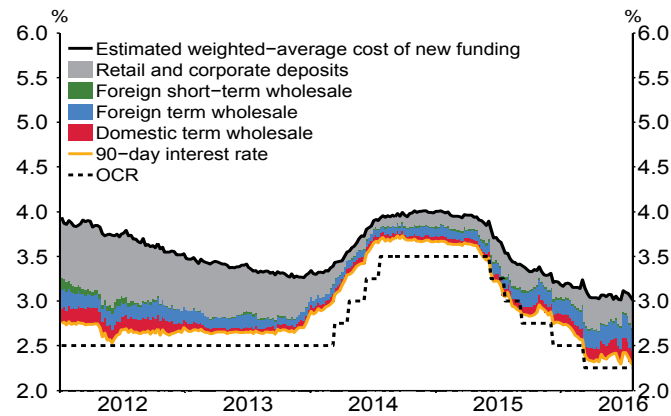 % %
6.0 6.0
Estimated weighted−average cost of new funding
5.5 Retail and corporate deposits 5.5
Foreign short−term wholesale
5.0 Foreign term wholesale 5.0
Domestic term wholesale
90−day interest rate
4.5 OCR 4.5
4.0 4.0
3.5 3.5
3.0 3.0
2.5 2.5
2.0 2.0
2012 2013 2014 2015 2016